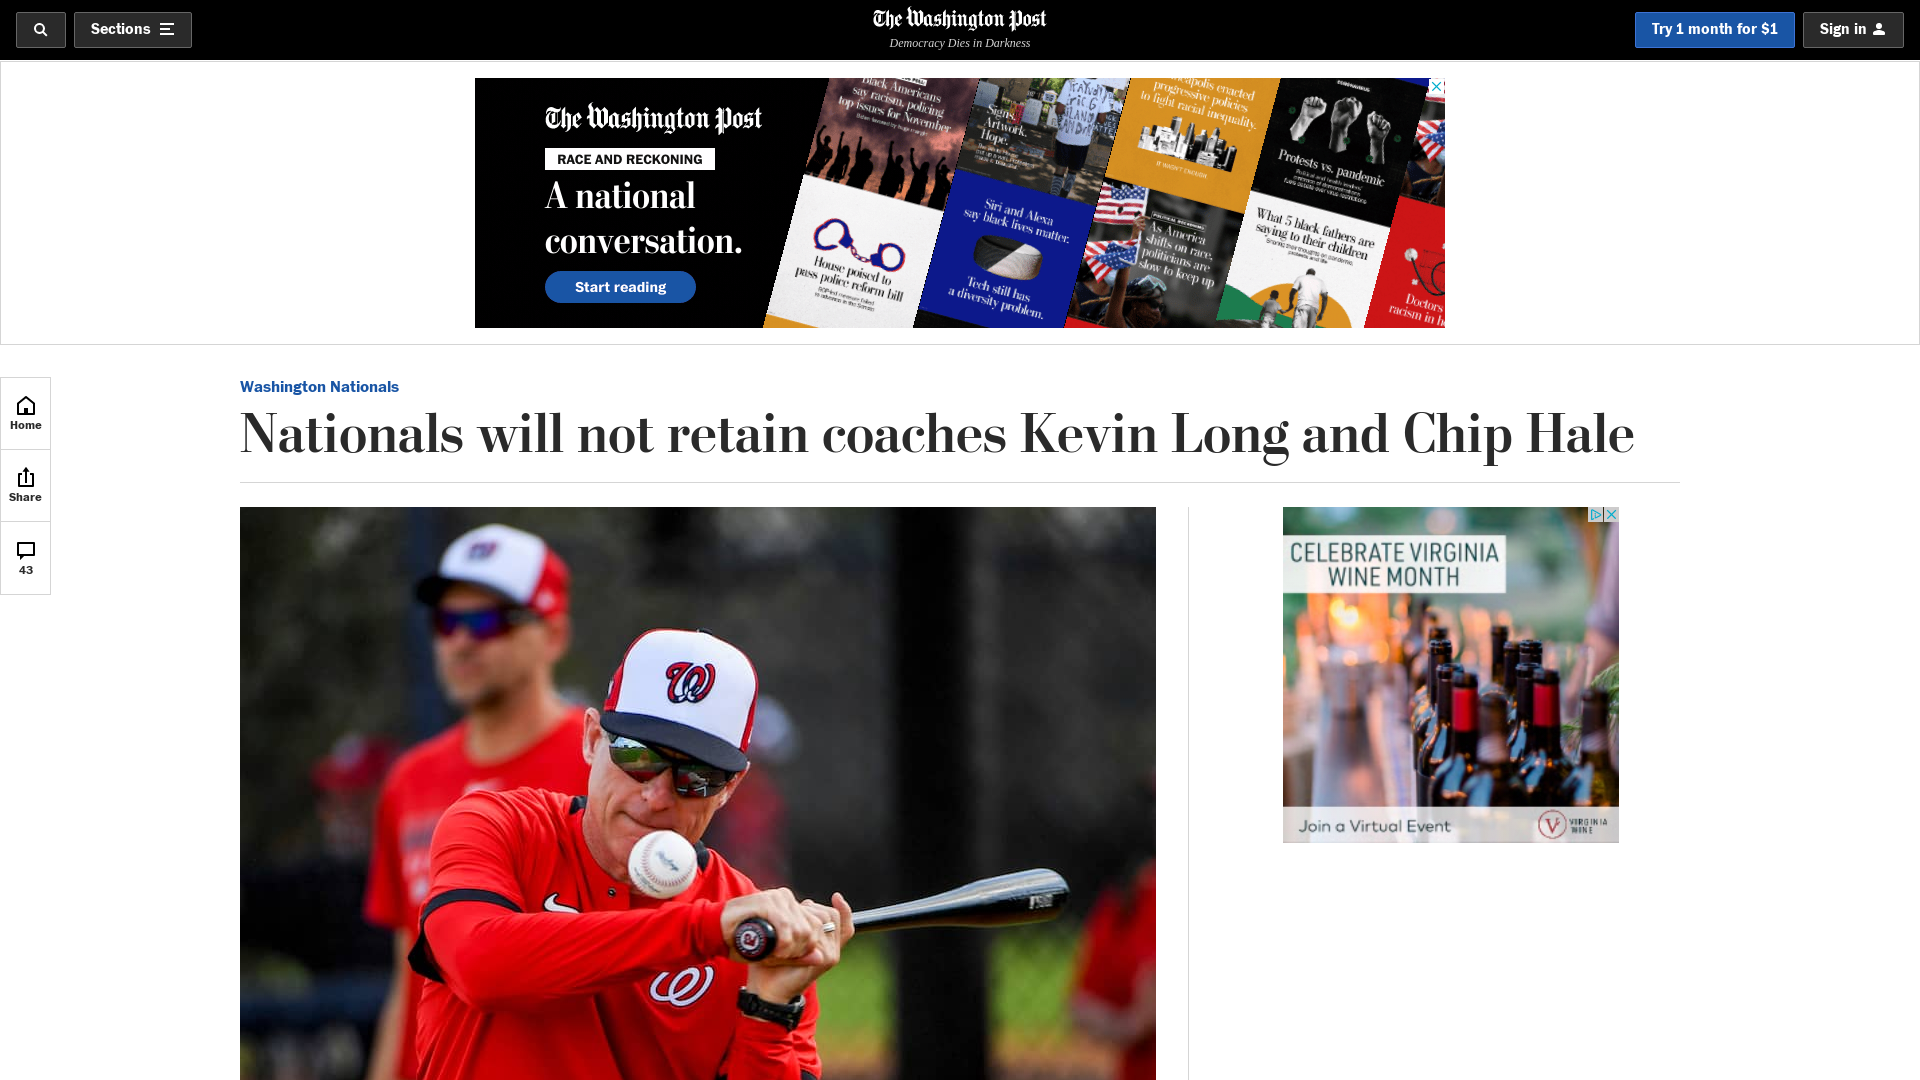 Sections
The Washington Post
Democracy Dies in Darkness
Try 1 month for $1
Sign in
The Washington Post
RACE AND RECKONING
A national
conversation.
Start reading
Black Americans
say racism, policing
top issues for November
Signs.
Artwork.
Hope.
progressive policies
to fight racial inequality.
IT WASN'T ENOUGH.
CORONAVIRUS
Protests vs. pandemic
House poised to
pass police reform bill
Siri and Alexa
say black lives matter.
Tech still has
a diversity problem.
As America
shifts on race,
politicians are
slow to keep up
What 5 black fathers are
saying to their children
Doctors
racism in
Home
Share
43
Washington Nationals
Nationals will not retain coaches Kevin Long and Chip Hale
W
CELEBRATE VIRGINIA
WINE MONTH
Join a Virtual Event
VIRGINIA
WINE